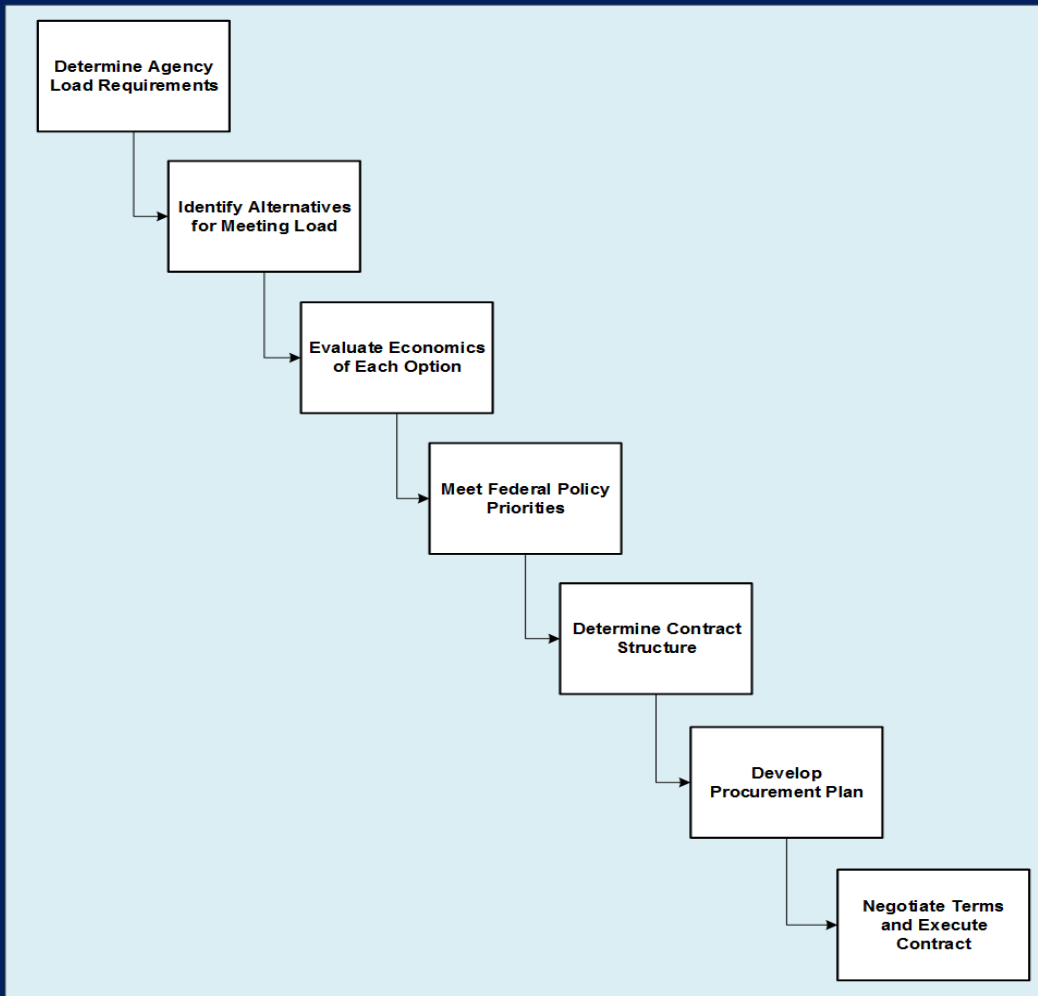 Determine Agency
Load Requirements
Identify Alternatives
for Meeting Load
Evaluate Economics
of Each Option
Meet Federal Policy
Priorities
Determine Contract
Structure
Develop
Procurement Plan
Negotiate Terms
and Execute
Contract